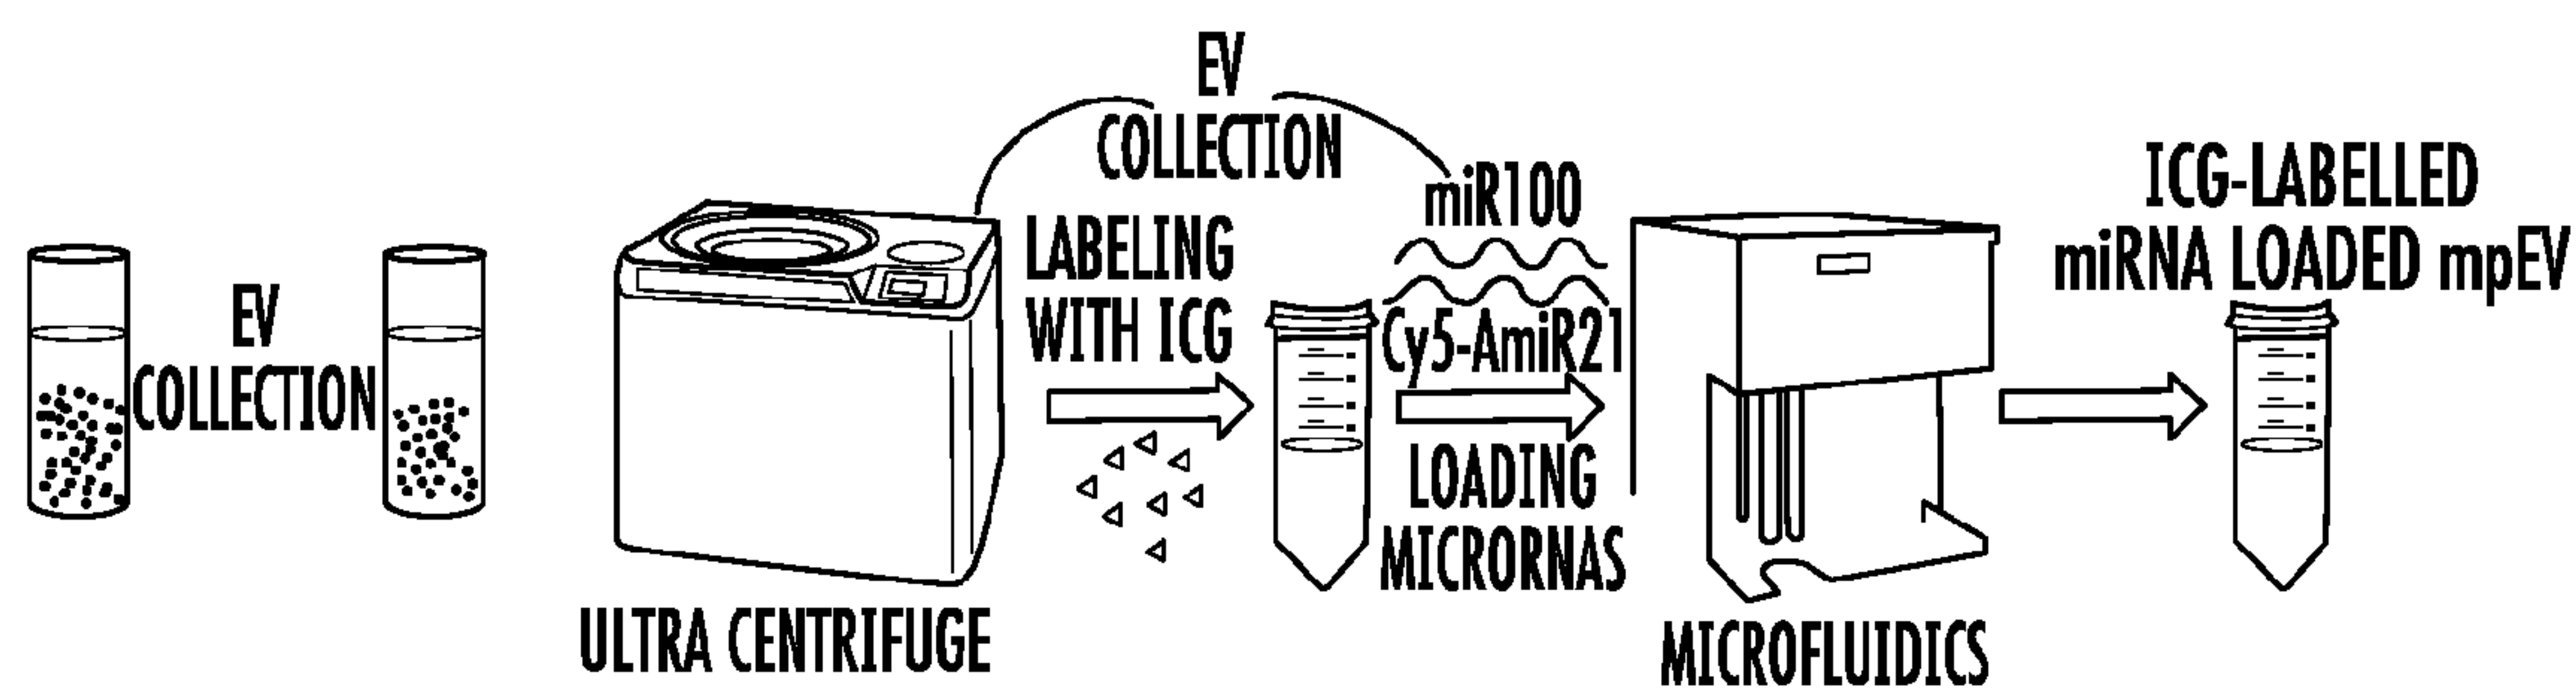 EV
COLLECTION
ULTRA CENTRIFUGE
EV
COLLECTION
LABELING
WITH ICG
miR100
Cy5-AmiR21
LOADING
MICRORNAS
MICROFLUIDICS
ICG-LABELLED
miRNA LOADED mpEV